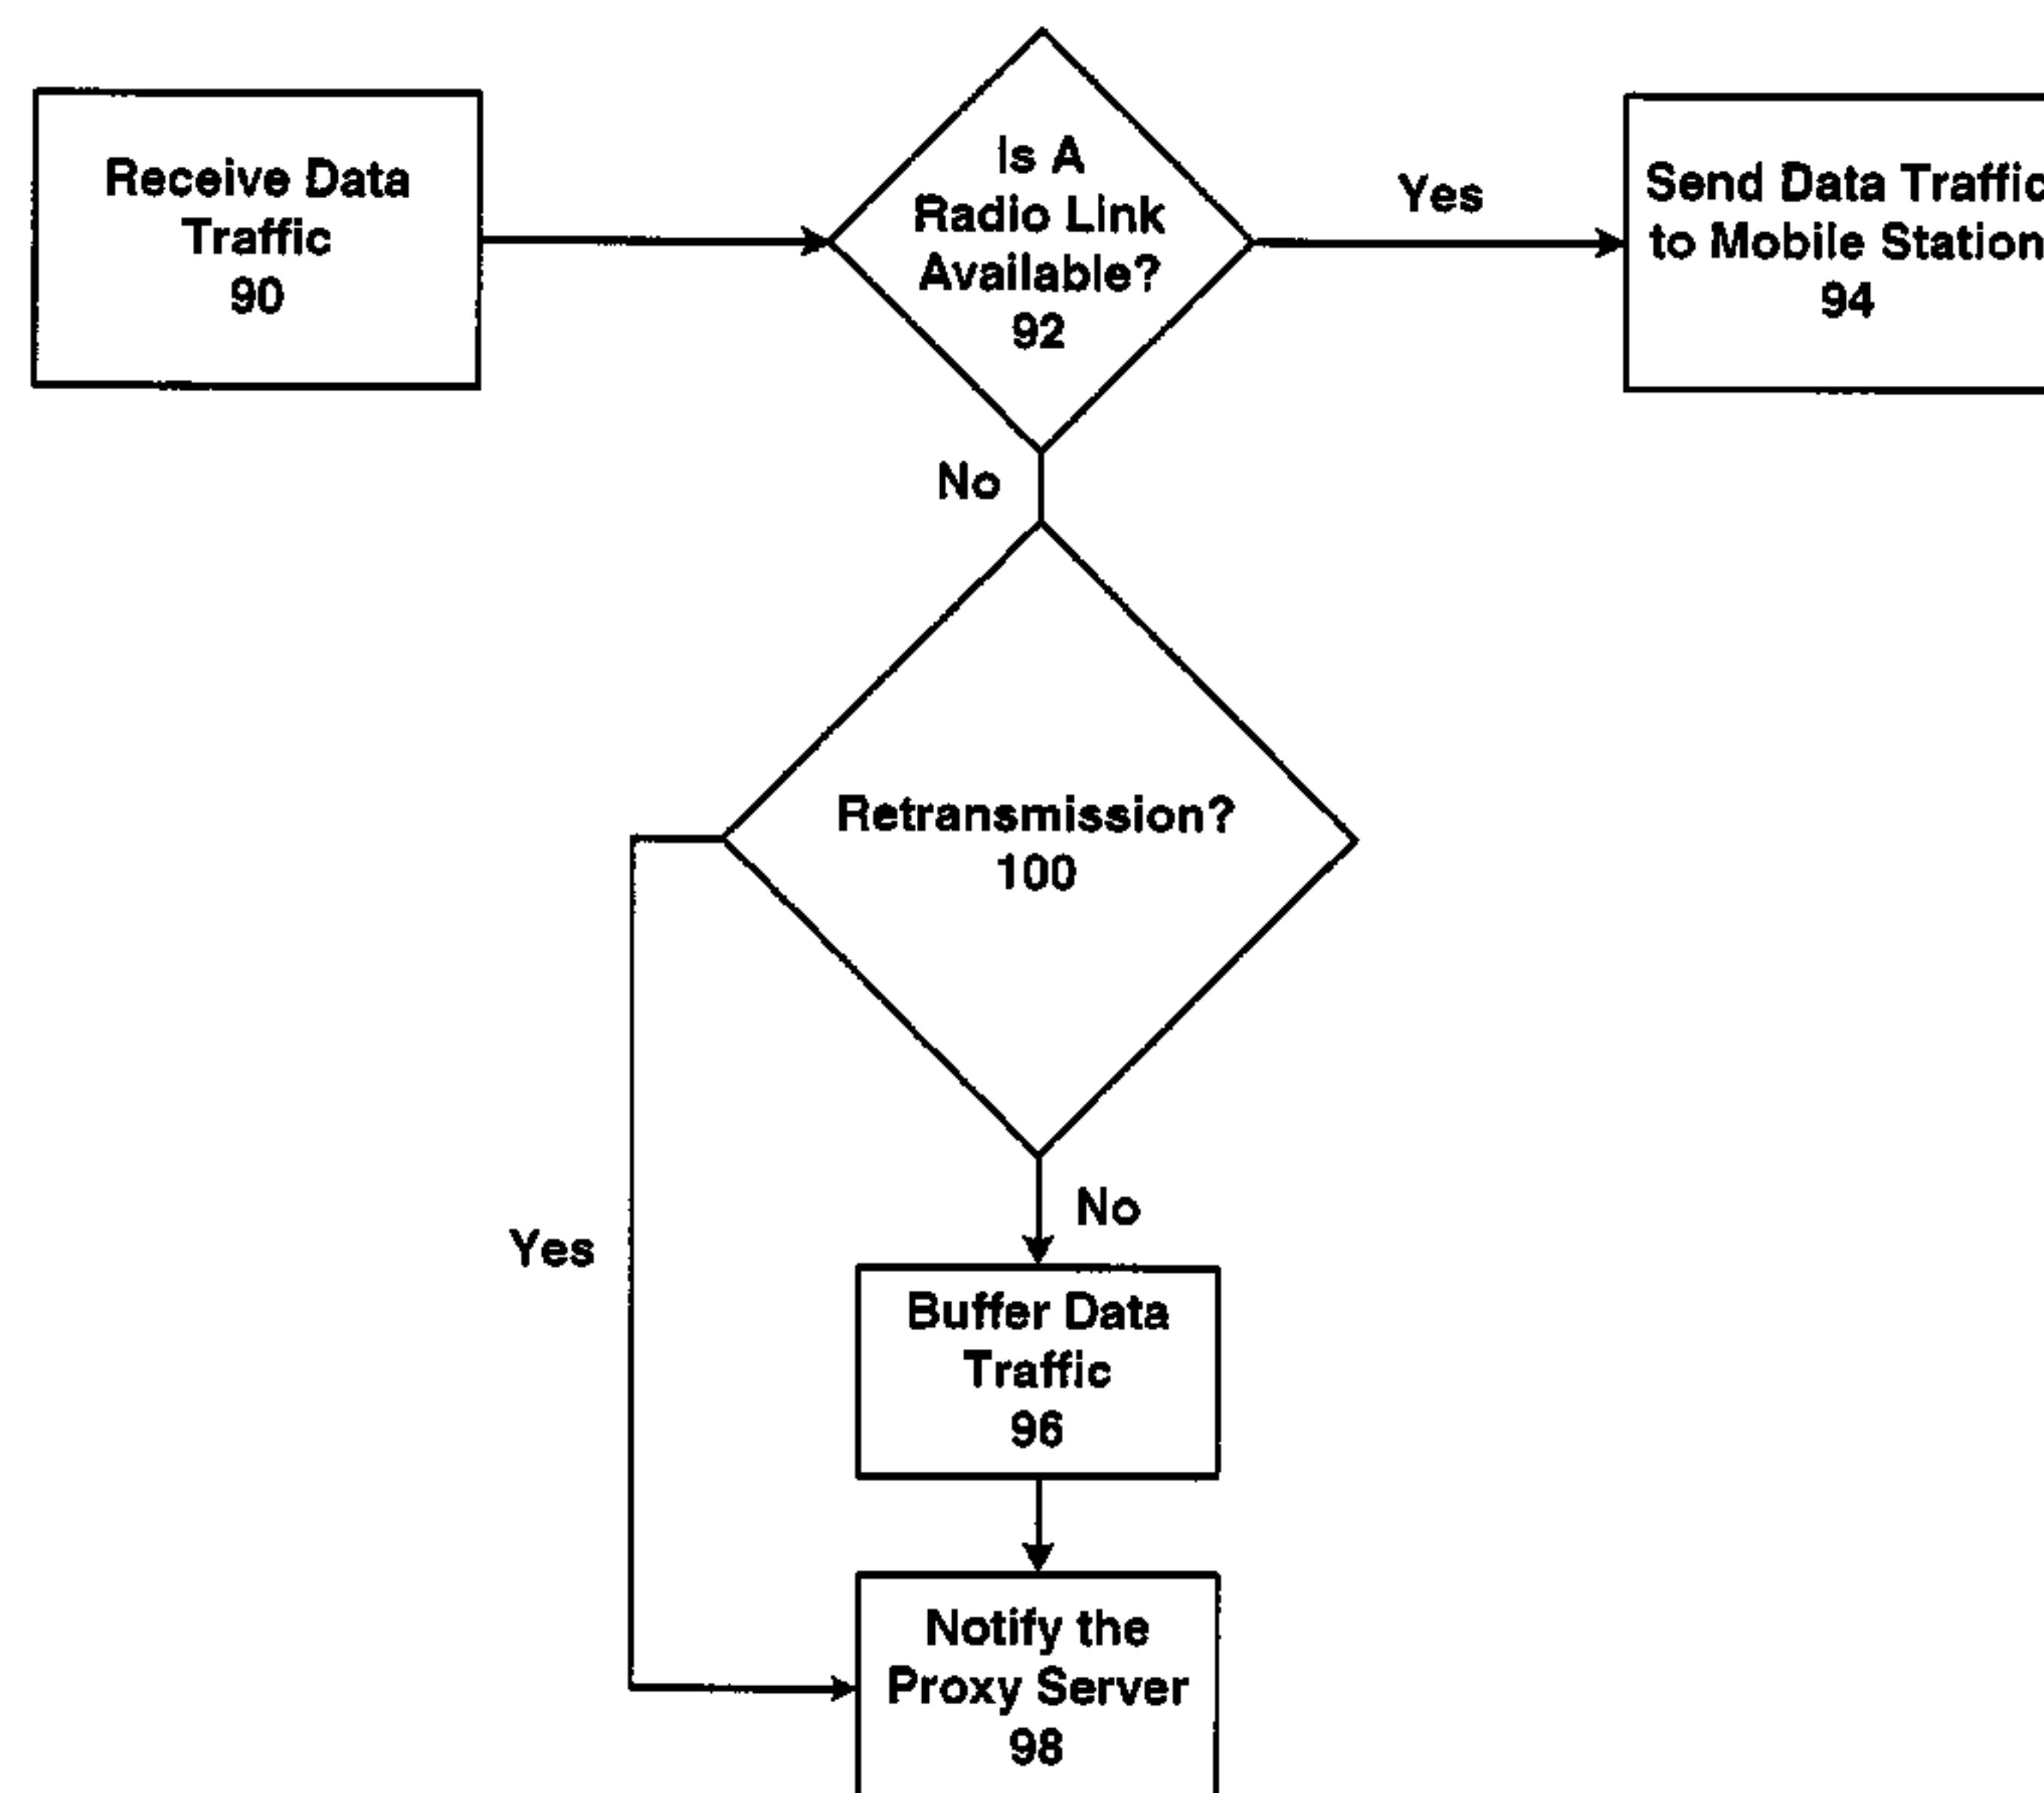 Receive Data
Traffic
90
Is A
Radio Link
Available?
92
Yes
Send Data Traffic
to Mobile Station
94
No
Retransmission?
100
No
Yes
Buffer Data
Traffic
96
Notify the
Proxy Server
98